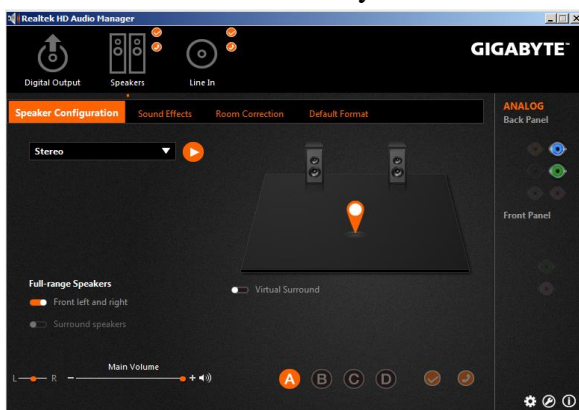 Realtek HD Audio Manager
GIGABYTE™
Digital Output
Speakers
Line In
Speaker Configuration
Sound Effects
Room Correction
Default Format
ANALOG
Back Panel
Stereo
Front Panel
Full-range Speakers
Front left and right
Surround speakers
Virtual Surround
Main Volume
L
R
A
B
C
D